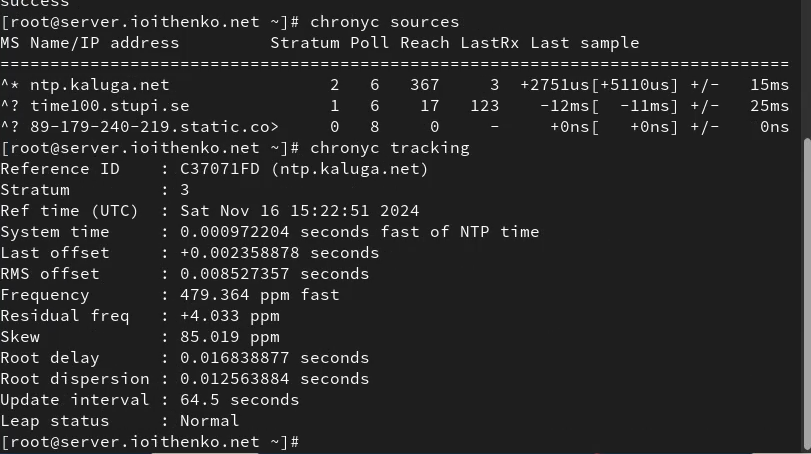 success
[root@server.ioithenko.net ~]# chronyc sources
MS Name/IP address         Stratum Poll Reach LastRx Last sample
===============================================================================
^* ntp.kaluga.net                2   6   367     3  +2751us[+5110us] +/-   15ms
^? time100.stupi.se              1   6    17   123    -12ms[  -11ms] +/-   25ms
^? 89-179-240-219.static.co>     0   8     0     -     +0ns[   +0ns] +/-    0ns
[root@server.ioithenko.net ~]# chronyc tracking
Reference ID    : C37071FD (ntp.kaluga.net)
Stratum         : 3
Ref time (UTC)  : Sat Nov 16 15:22:51 2024
System time     : 0.000972204 seconds fast of NTP time
Last offset     : +0.002358878 seconds
RMS offset      : 0.008527357 seconds
Frequency       : 479.364 ppm fast
Residual freq   : +4.033 ppm
Skew            : 85.019 ppm
Root delay      : 0.016838877 seconds
Root dispersion : 0.012563884 seconds
Update interval : 64.5 seconds
Leap status     : Normal
[root@server.ioithenko.net ~]#